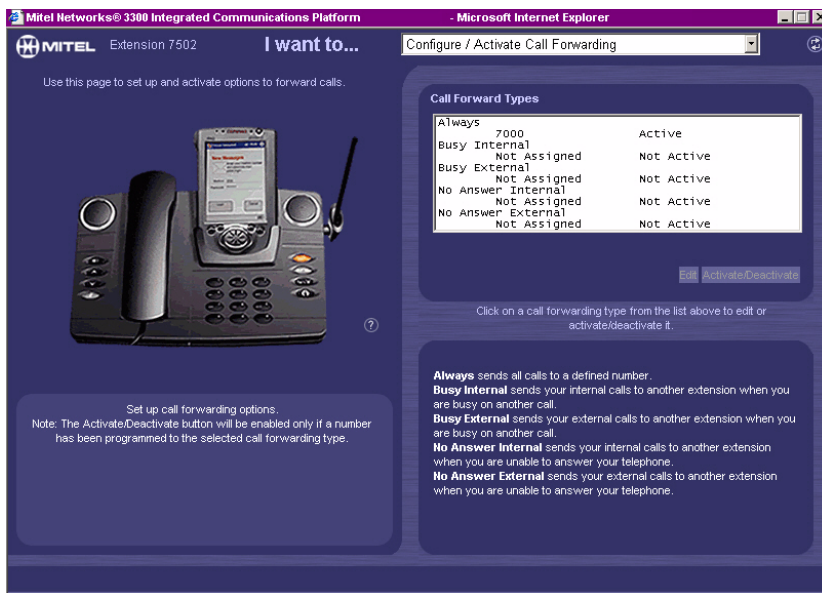 Mitel Networks® 3300 Integrated Communications Platform - Microsoft Internet Explorer
MITEL Extension 7502 I want to... Configure / Activate Call Forwarding
Use this page to set up and activate options to forward calls.
?
Set up call forwarding options.
Note: The Activate/Deactivate button will be enabled only if a number
has been programmed to the selected call forwarding type.
Call Forward Types
Always
7000 Active
Busy Internal
Not Assigned Not Active
Busy External
Not Assigned Not Active
No Answer Internal
Not Assigned Not Active
No Answer External
Not Assigned Not Active
Edit Activate/Deactivate
Click on a call forwarding type from the list above to edit or
activate/deactivate it.
Always sends all calls to a defined number.
Busy Internal sends your internal calls to another extension when you
are busy on another call.
Busy External sends your external calls to another extension when you
are busy on another call.
No Answer Internal sends your internal calls to another extension
when you are unable to answer your telephone.
No Answer External sends your external calls to another extension
when you are unable to answer your telephone.